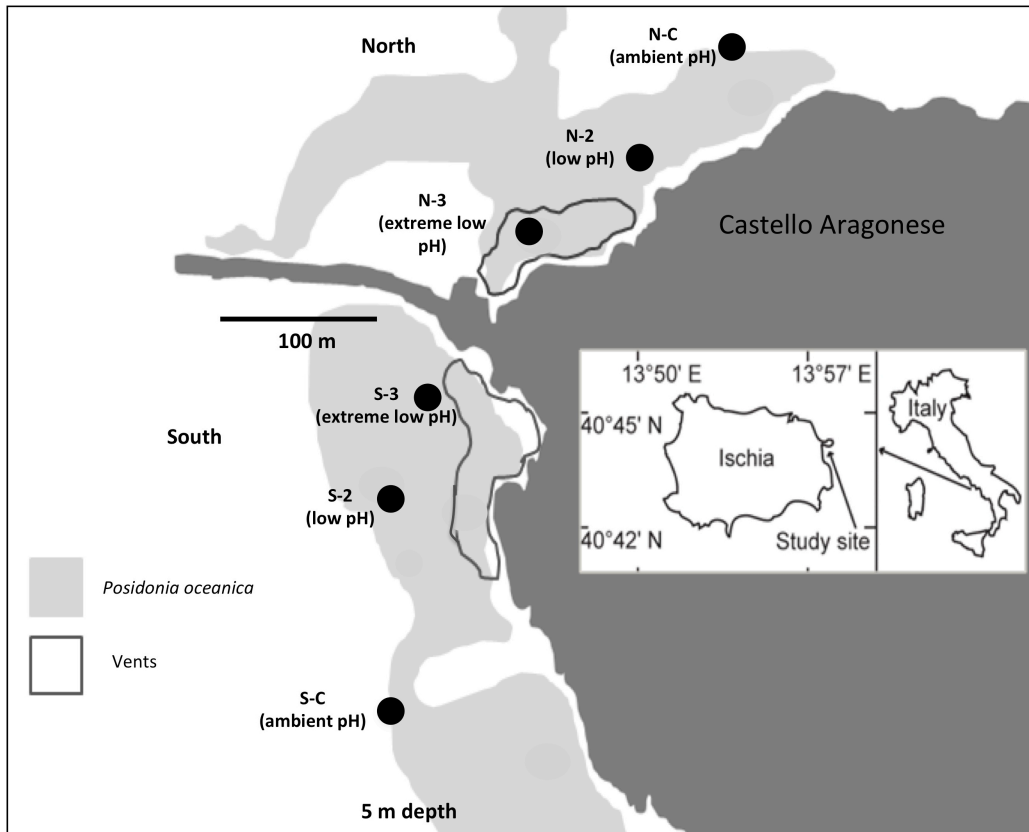 North
N-C
(ambient pH)
N-2
(low pH)
N-3
(extreme low
pH)
Castello Aragonese
100 m
S-3
(extreme low pH)
South
S-2
(low pH)
13°50' E
13°57' E
40°45' N
Italy
Ischia
40°42' N
Study site
Posidonia oceanica
Vents
S-C
(ambient pH)
5 m depth